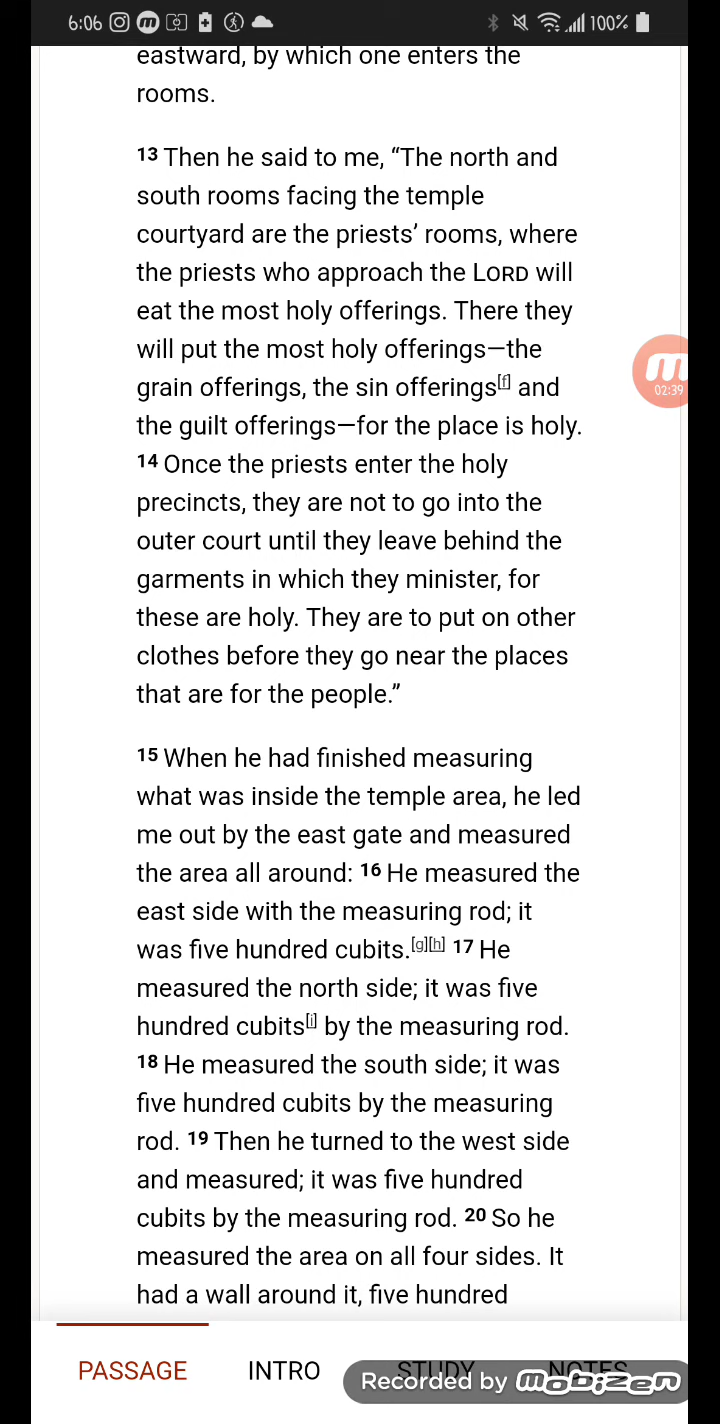 6:06 m 100%
eastward, by which one enters the
rooms.
13 Then he said to me, “The north and
south rooms facing the temple
courtyard are the priests’ rooms, where
the priests who approach the LORD will
eat the most holy offerings. There they
will put the most holy offerings—the
grain offerings, the sin offerings[f] and
the guilt offerings—for the place is holy.
14 Once the priests enter the holy
precincts, they are not to go into the
outer court until they leave behind the
garments in which they minister, for
these are holy. They are to put on other
clothes before they go near the places
that are for the people.”
m
02:39
15 When he had finished measuring
what was inside the temple area, he led
me out by the east gate and measured
the area all around: 16 He measured the
east side with the measuring rod; it
was five hundred cubits.[g][h] 17 He
measured the north side; it was five
hundred cubits[i] by the measuring rod.
18 He measured the south side; it was
five hundred cubits by the measuring
rod. 19 Then he turned to the west side
and measured; it was five hundred
cubits by the measuring rod. 20 So he
measured the area on all four sides. It
had a wall around it, five hundred
PASSAGE INTRO STUDY NOTES
Recorded by mobizen